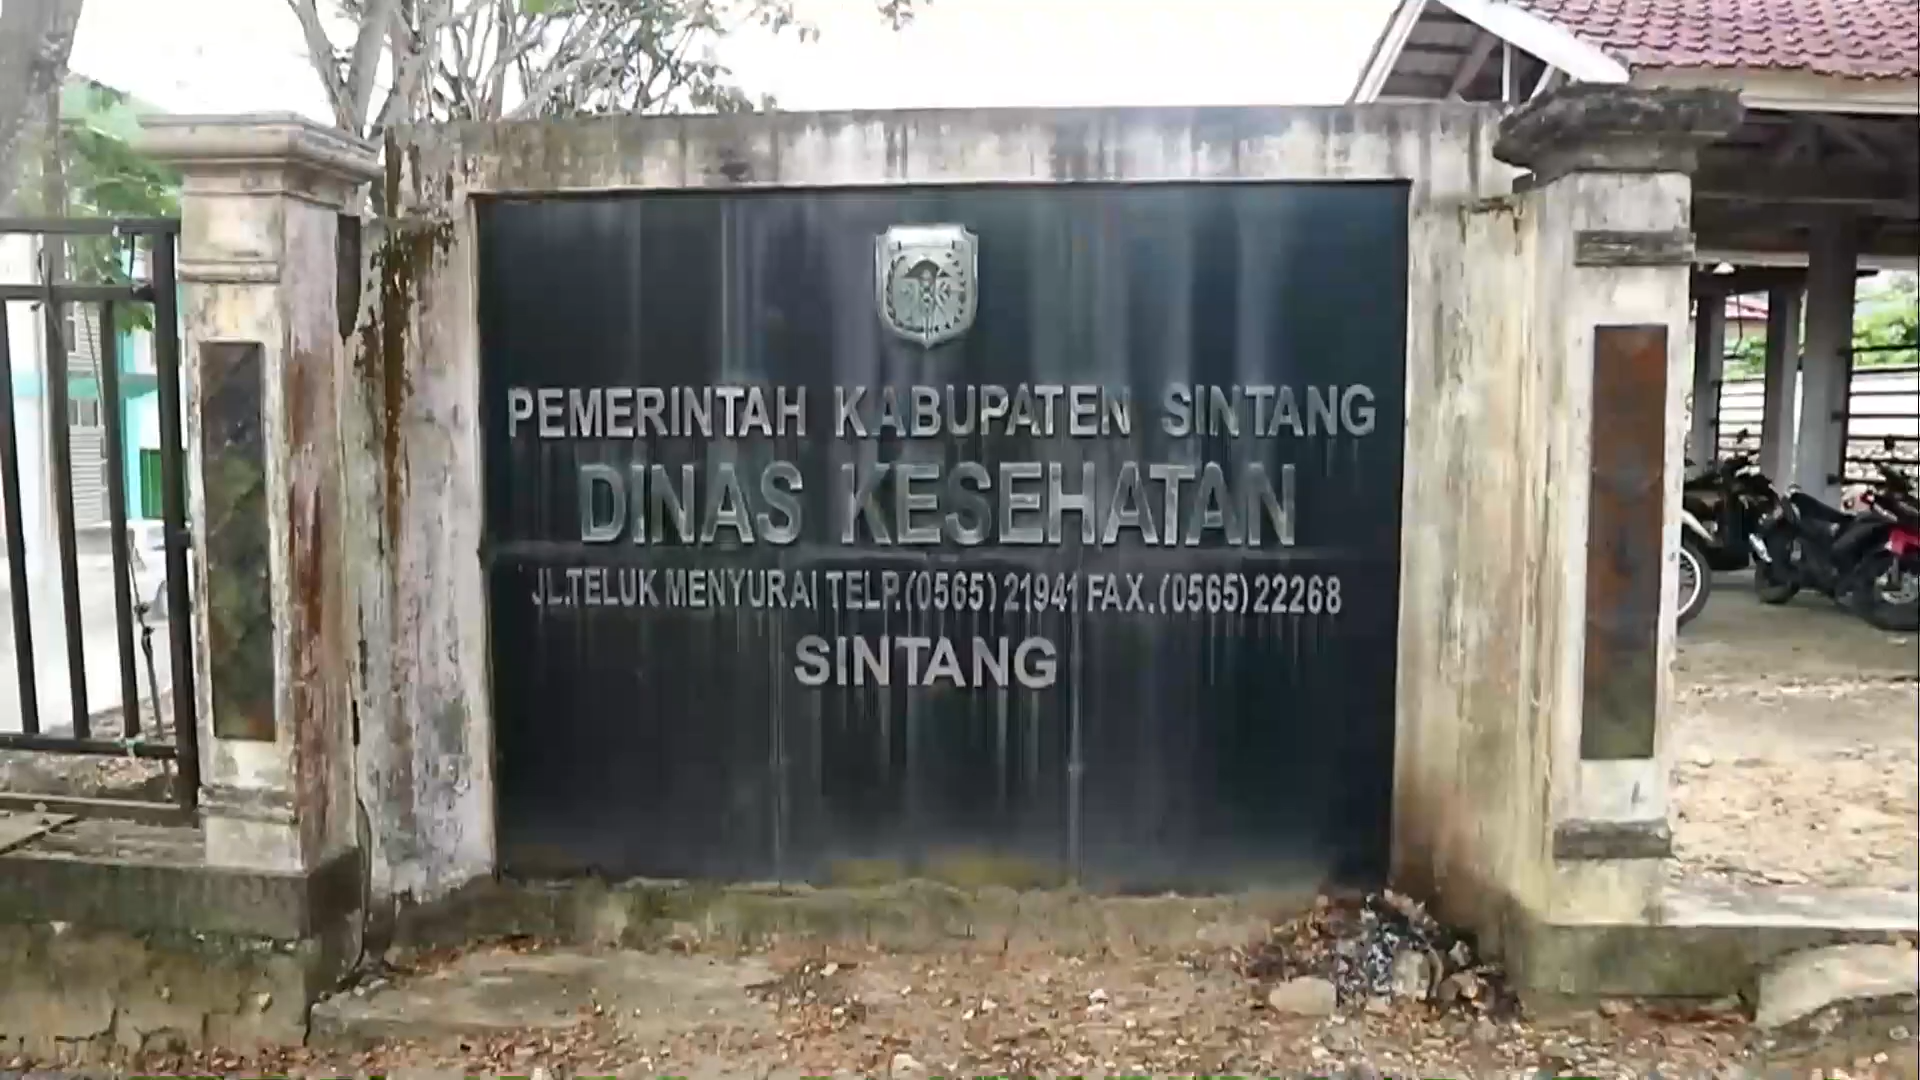 PEMERINTAH KABUPATEN SINTANG
DINAS KESEHATAN
JL.TELUK MENYURAI TELP.(0565) 21941 FAX. (0565) 22268
SINTANG